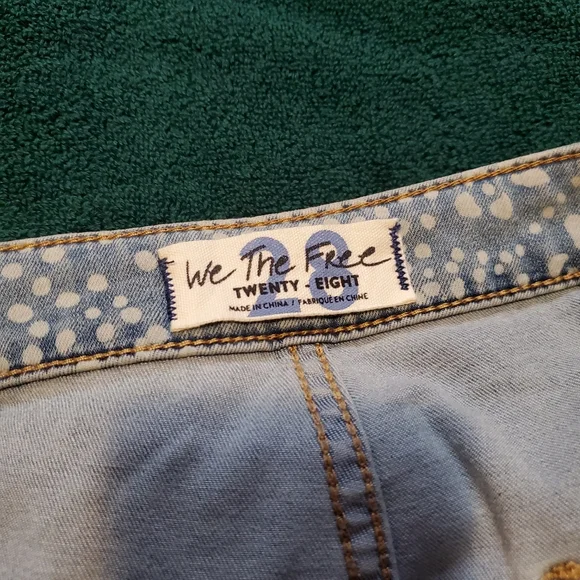 28
We The Free
TWENTY - EIGHT
MADE IN CHINA / FABRIQUÉ EN CHINE